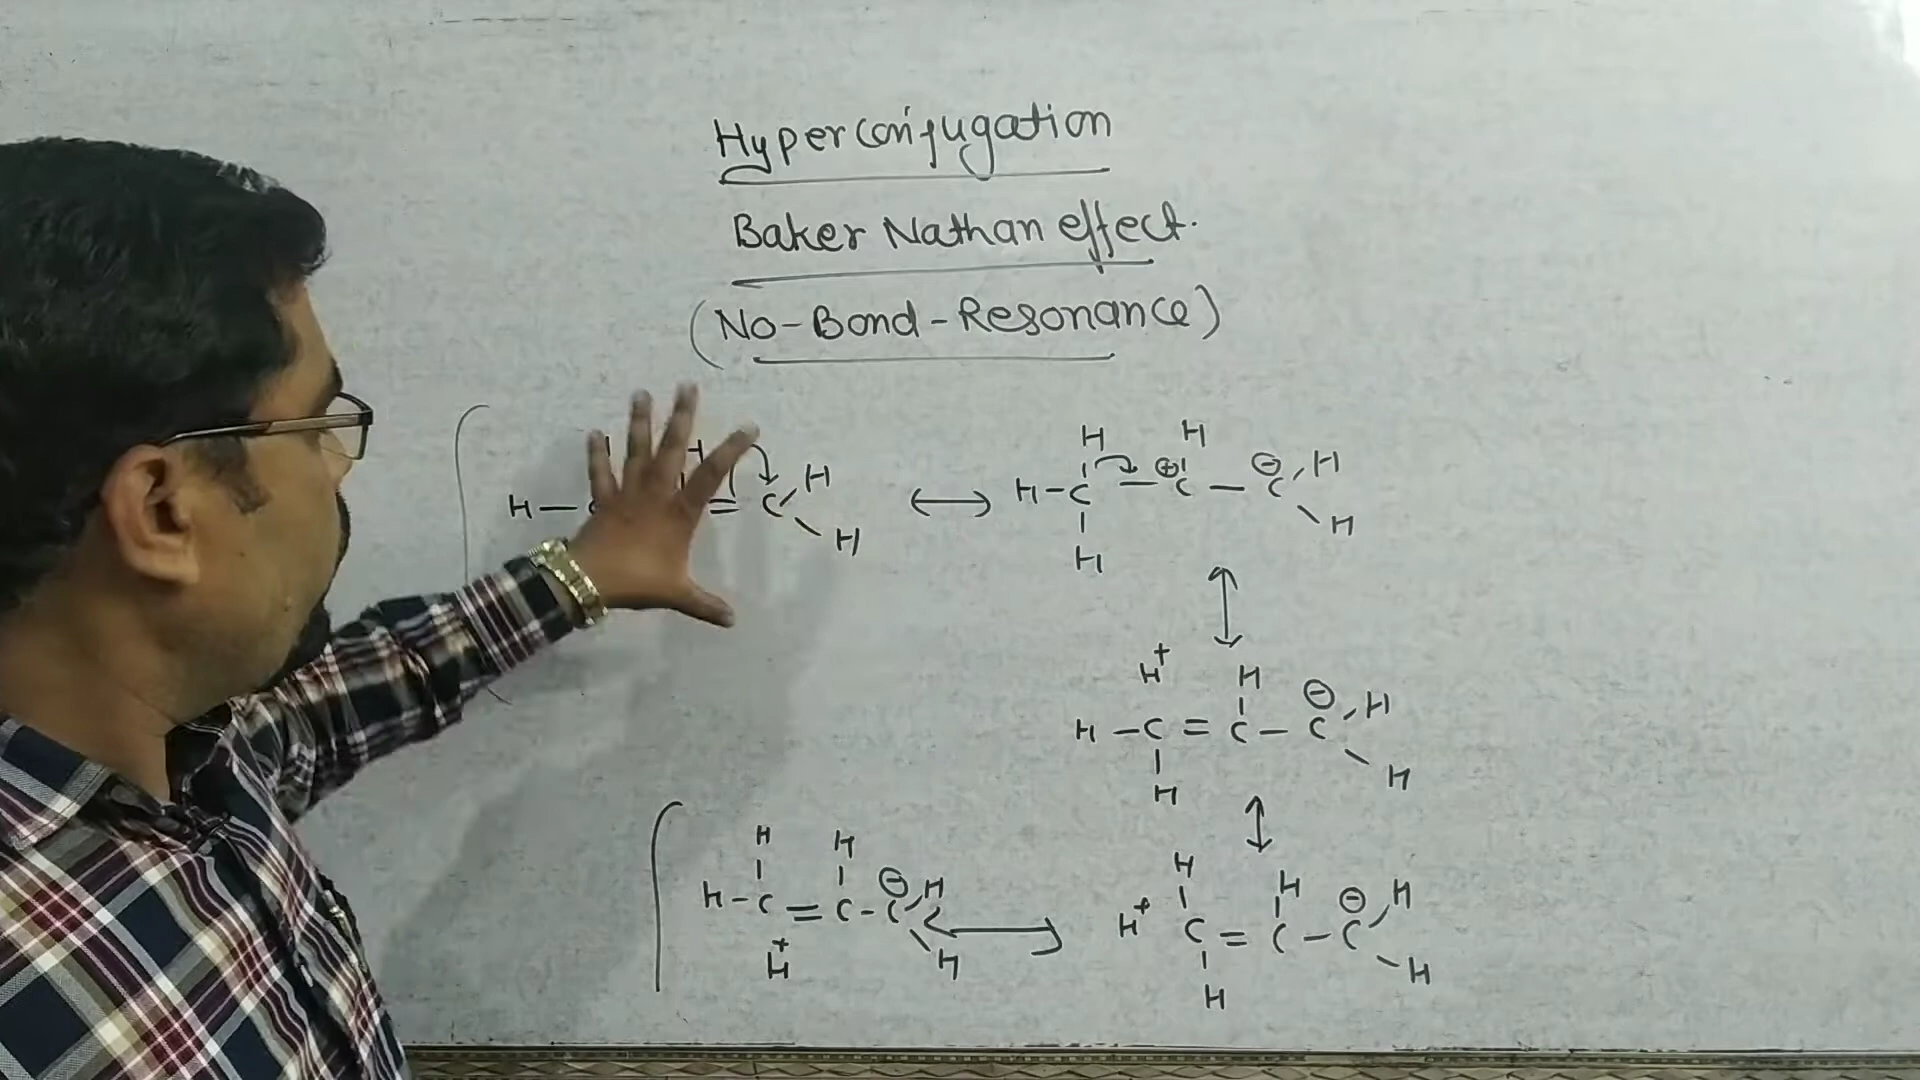 Hyperconjugation
Baker Nathan effect.
(No-Bond-Resonance)
H H H
H - C = C H ↔ H - C - C - C H
H H H
⊕ ⊖
H+ H ⊖ H
H - C = C - C
H H
H H ⊖ H H H ⊖ H
H - C = C - C ↔ H+ C = C - C
H+ H H H